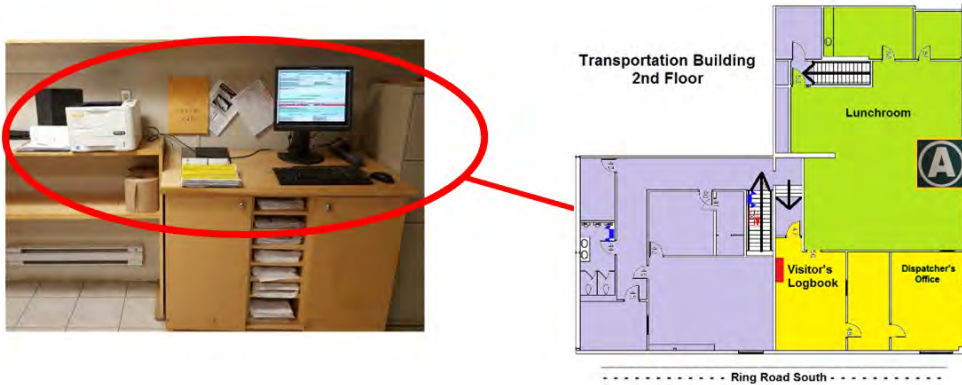 Transportation Building
2nd Floor
Lunchroom
A
Visitor's
Logbook
Dispatcher's
Office
Ring Road South